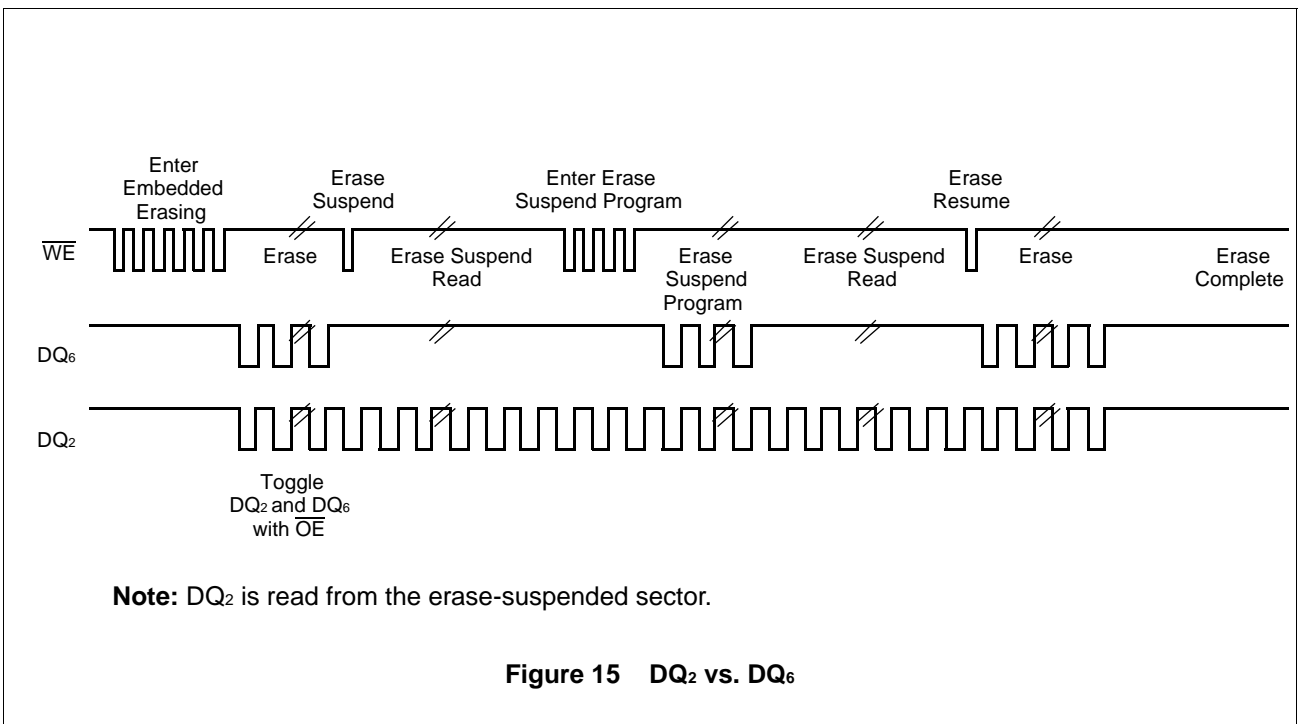 Enter
Embedded
Erasing
Erase
Suspend
Enter Erase
Suspend Program
Erase
Resume
WE
Erase
Erase Suspend
Read
Erase
Suspend
Program
Erase Suspend
Read
Erase
Erase
Complete
DQ6
DQ2
Toggle
DQ2 and DQ6
with OE
Note: DQ2 is read from the erase-suspended sector.
Figure 15 DQ2 vs. DQ6